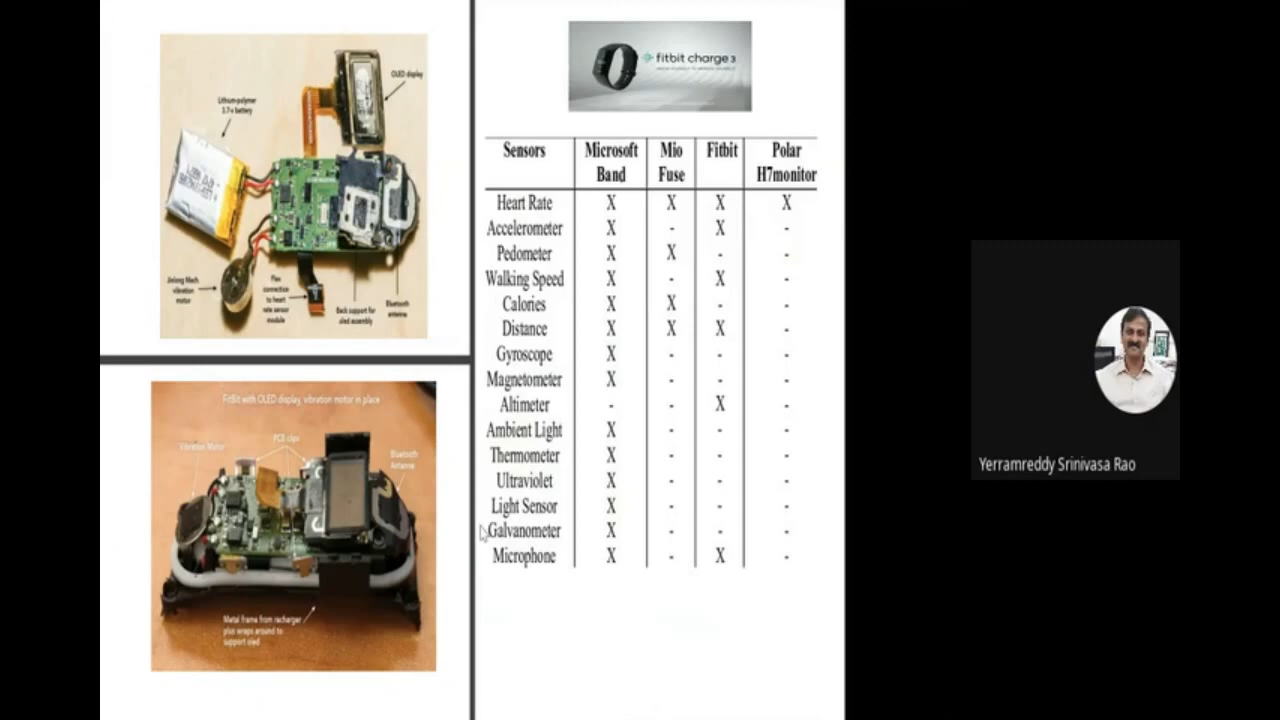 OLED display
Lithium-polymer
3.7-v battery
Jinlong Mech.
vibration
motor
Flex
connection
to heart
rate sensor
module
Back support for
oled assembly
Bluetooth
antenna
FitBit with OLED display, vibration motor in place
Vibration Motor
PCB clips
Bluetooth
Antenna
Metal frame from recharger
plus wraps around to
support oled
fitbit charge 3
Sensors Microsoft Band Mio Fuse Fitbit Polar H7monitor
Heart Rate X X X X
Accelerometer X - X -
Pedometer X X - -
Walking Speed X - X -
Calories X X - -
Distance X X X -
Gyroscope X - - -
Magnetometer X - - -
Altimeter - - X -
Ambient Light X - - -
Thermometer X - - -
Ultraviolet X - - -
Light Sensor X - - -
Galvanometer X - - -
Microphone X - X -
Yerramreddy Srinivasa Rao